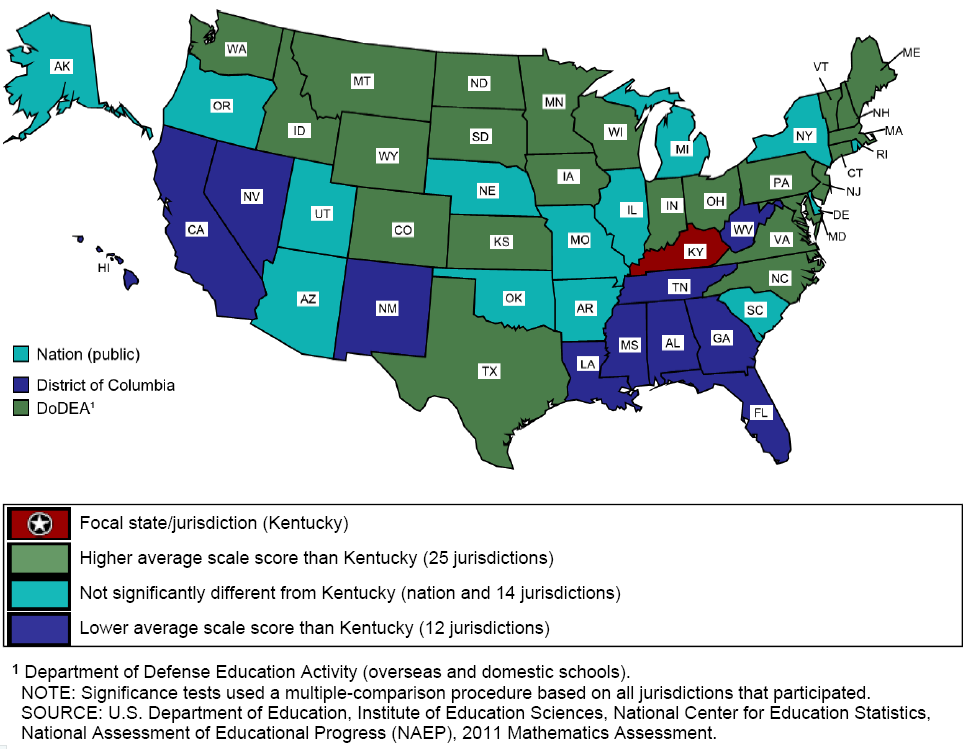 AK
WA
MT
ND
MN
VT
ME
OR
ID
SD
WI
MI
NY
NH
MA
RI
WY
IA
PA
CT
NJ
NV
UT
NE
IL
IN
OH
CA
CO
KS
MO
KY
WV
VA
DE
MD
HI
AZ
NM
OK
AR
TN
NC
SC
TX
LA
MS
AL
GA
FL
Nation (public)
District of Columbia
DoDEA¹
Focal state/jurisdiction (Kentucky)
Higher average scale score than Kentucky (25 jurisdictions)
Not significantly different from Kentucky (nation and 14 jurisdictions)
Lower average scale score than Kentucky (12 jurisdictions)
¹ Department of Defense Education Activity (overseas and domestic schools).
NOTE: Significance tests used a multiple-comparison procedure based on all jurisdictions that participated.
SOURCE: U.S. Department of Education, Institute of Education Sciences, National Center for Education Statistics,
National Assessment of Educational Progress (NAEP), 2011 Mathematics Assessment.